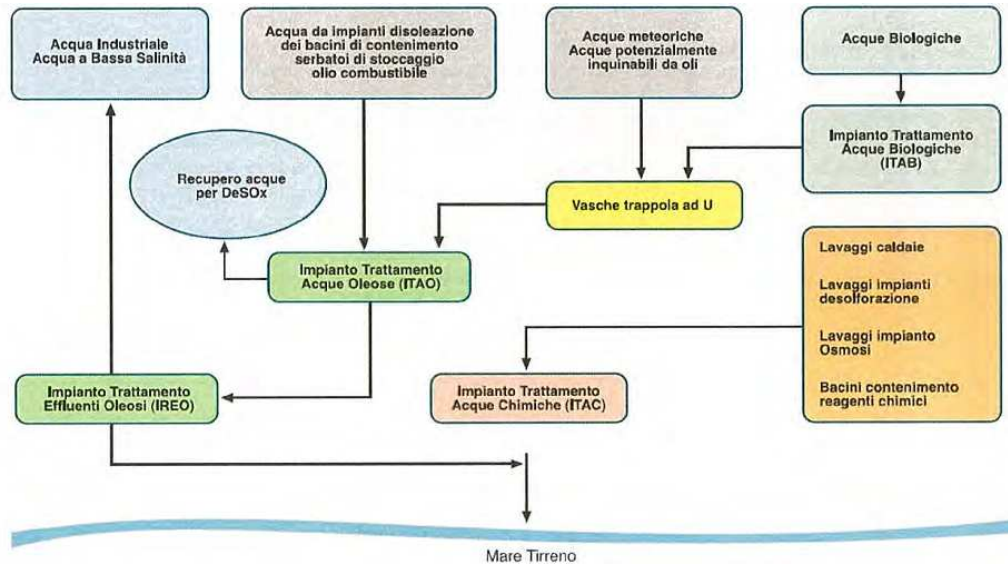 Acqua Industriale
Acqua a Bassa Salinità
Acqua da impianti disoleazione
dei bacini di contenimento
serbatoi di stoccaggio
olio combustibile
Acque meteoriche
Acque potenzialmente
inquinabili da oli
Acque Biologiche
Impianto Trattamento
Acque Biologiche
(ITAB)
Recupero acque
per DeSOx
Vasche trappola ad U
Impianto Trattamento
Acque Oleose (ITAO)
Lavaggi caldaie
Lavaggi impianti
desolforazione
Lavaggi impianto
Osmosi
Bacini contenimento
reagenti chimici
Impianto Trattamento
Effluenti Oleosi (IREO)
Impianto Trattamento
Acque Chimiche (ITAC)
Mare Tirreno